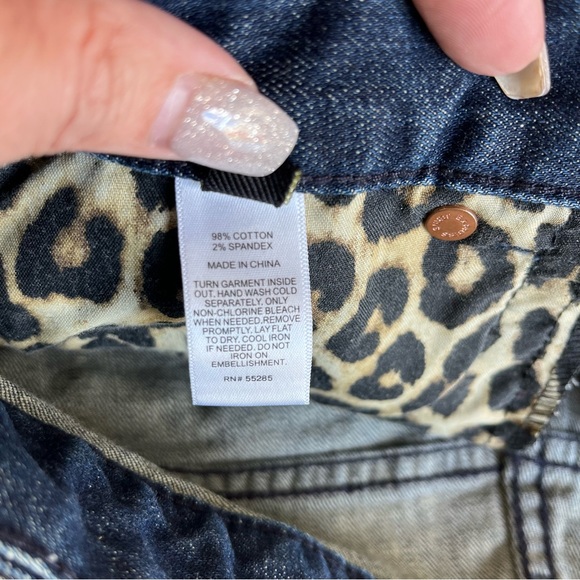 98% COTTON
2% SPANDEX
MADE IN CHINA
TURN GARMENT INSIDE
OUT. HAND WASH COLD
SEPARATELY. ONLY
NON-CHLORINE BLEACH
WHEN NEEDED.REMOVE
PROMPTLY. LAY FLAT
TO DRY. COOL IRON
IF NEEDED. DO NOT
IRON ON
EMBELLISHMENT.
RN# 55285